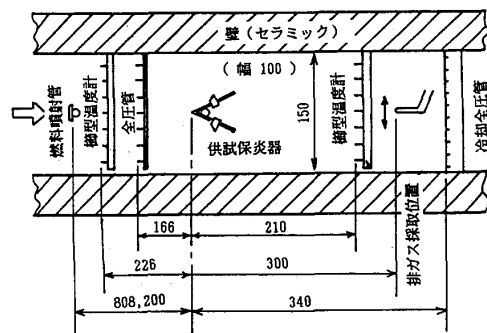 壁(セラミック)
(幅 100)
燃料噴射管
櫛型温度計
全圧管
供試保炎器
150
櫛型温度計
排ガス採取位置
冷却全圧管
166
210
226
300
808,200
340